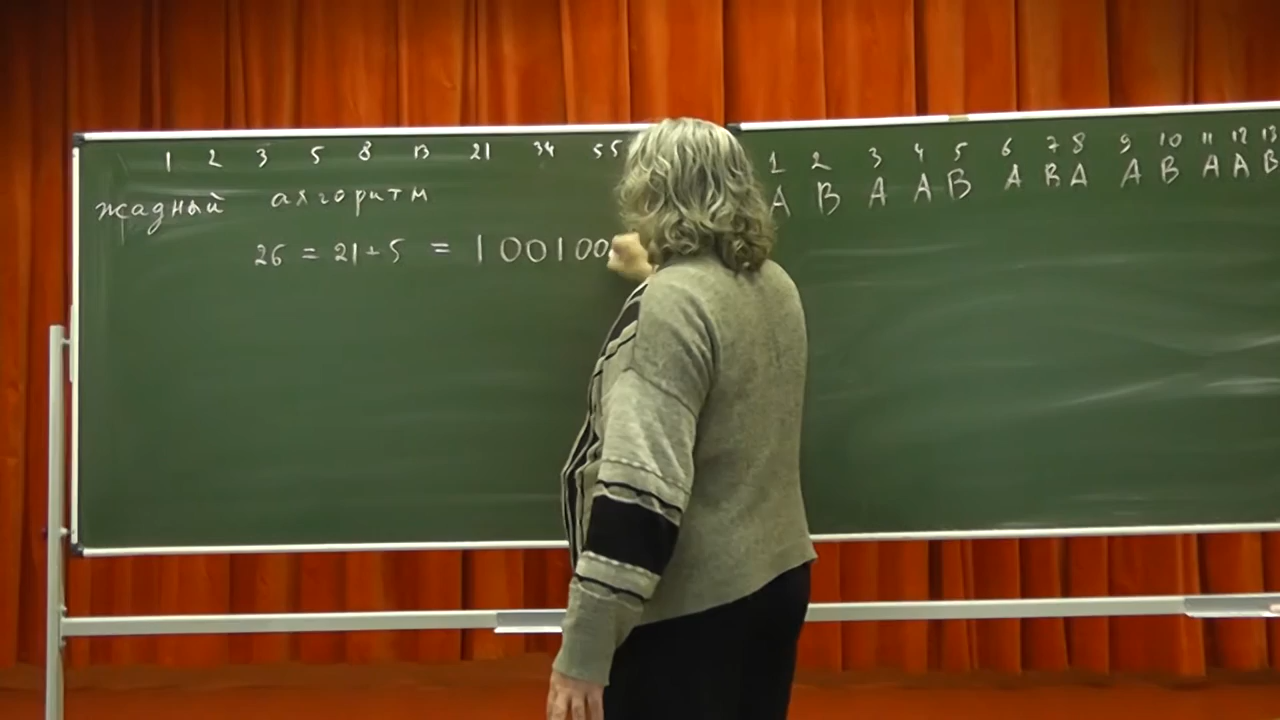 1 2 3 5 8 13 21 34 55
жадный алгоритм
26 = 21 + 5 = 100100
1 2 3 4 5 6 7 8 9 10 11 12 13
A B A A B A B A A B A A B